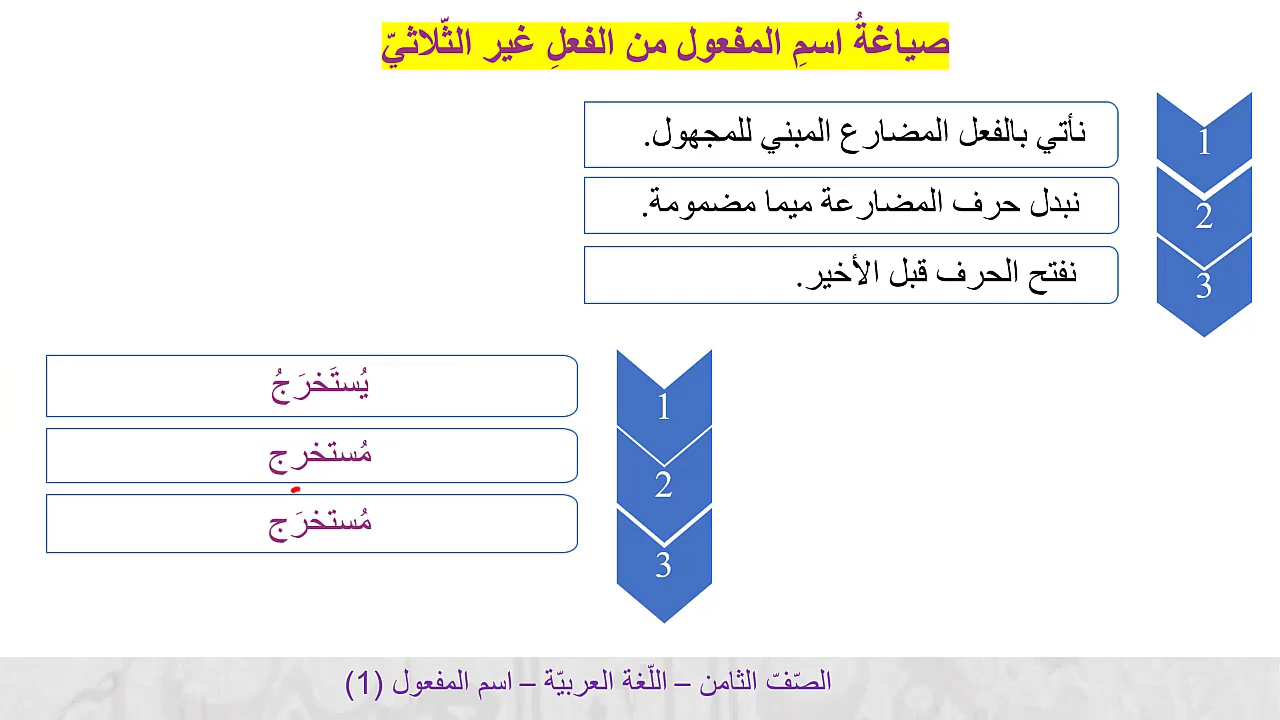 صياغةُ اسمِ المفعول من الفعلِ غير الثّلاثيّ
1
نأتي بالفعل المضارع المبني للمجهول.
2
نبدل حرف المضارعة ميما مضمومة.
3
نفتح الحرف قبل الأخير.
1
يُستَخرَجُ
2
مُستخرج
3
مُستخرَج
الصّفّ الثامن – اللّغة العربيّة – اسم المفعول (1)